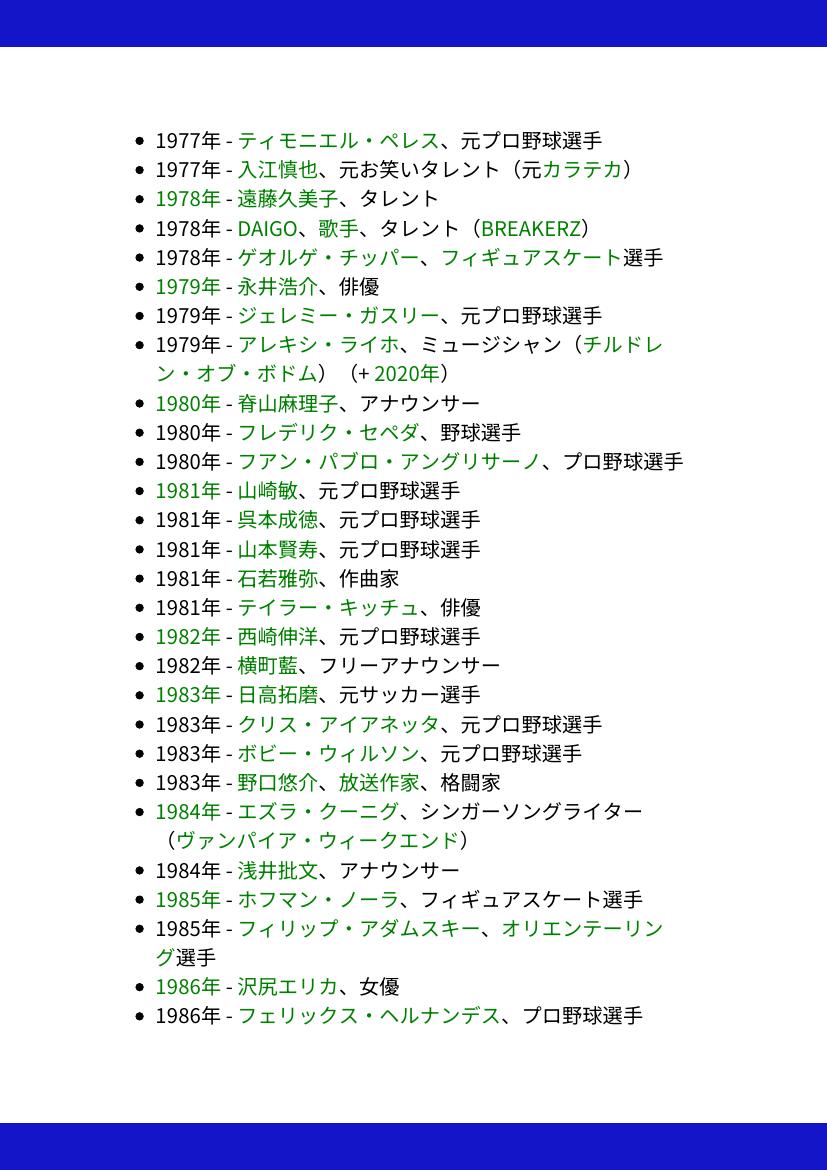 • 1977年 - ティモニエル・ペレス、元プロ野球選手
• 1977年 - 入江慎也、元お笑いタレント（元カラテカ）
• 1978年 - 遠藤久美子、タレント
• 1978年 - DAIGO、歌手、タレント（BREAKERZ）
• 1978年 - ゲオルゲ・チッパー、フィギュアスケート選手
• 1979年 - 永井浩介、俳優
• 1979年 - ジェレミー・ガスリー、元プロ野球選手
• 1979年 - アレキシ・ライホ、ミュージシャン（チルドレ
ン・オブ・ボドム）（+ 2020年）
• 1980年 - 脊山麻理子、アナウンサー
• 1980年 - フレデリク・セペダ、野球選手
• 1980年 - フアン・パブロ・アングリサーノ、プロ野球選手
• 1981年 - 山崎敏、元プロ野球選手
• 1981年 - 呉本成徳、元プロ野球選手
• 1981年 - 山本賢寿、元プロ野球選手
• 1981年 - 石若雅弥、作曲家
• 1981年 - テイラー・キッチュ、俳優
• 1982年 - 西崎伸洋、元プロ野球選手
• 1982年 - 横町藍、フリーアナウンサー
• 1983年 - 日高拓磨、元サッカー選手
• 1983年 - クリス・アイアネッタ、元プロ野球選手
• 1983年 - ボビー・ウィルソン、元プロ野球選手
• 1983年 - 野口悠介、放送作家、格闘家
• 1984年 - エズラ・クーニグ、シンガーソングライター
（ヴァンパイア・ウィークエンド）
• 1984年 - 浅井批文、アナウンサー
• 1985年 - ホフマン・ノーラ、フィギュアスケート選手
• 1985年 - フィリップ・アダムスキー、オリエンテーリン
グ選手
• 1986年 - 沢尻エリカ、女優
• 1986年 - フェリックス・ヘルナンデス、プロ野球選手